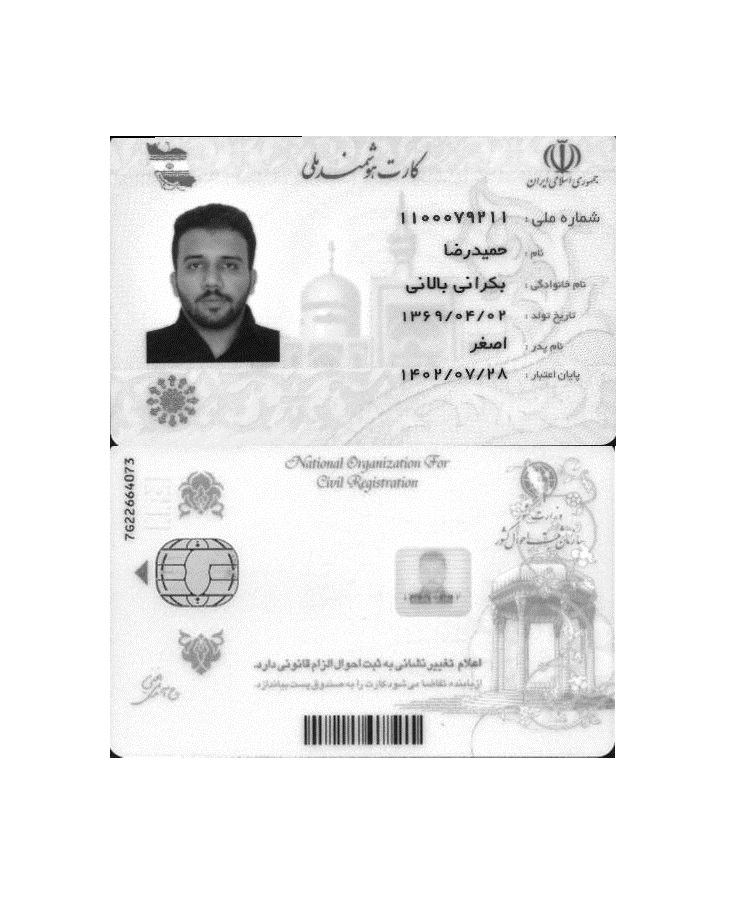 کارت هوشمند ملی
جمهوری اسلامی ایران
شماره ملی: ۱۱۰۰۰۷۹۲۱۱
نام: حمیدرضا
نام خانوادگی: بکرانی بالانی
تاریخ تولد: ۱۳۶۹/۰۴/۰۲
نام پدر: اصغر
پایان اعتبار: ۱۴۰۲/۰۷/۲۸
National Organization For
Civil Registration
7G22664073
وزارت کشور
سازمان ثبت احوال کشور
اعلام تغییر نشانی به ثبت احوال الزام قانونی دارد.
از یابنده تقاضا می شود کارت را به صندوق پست بیاندازد.